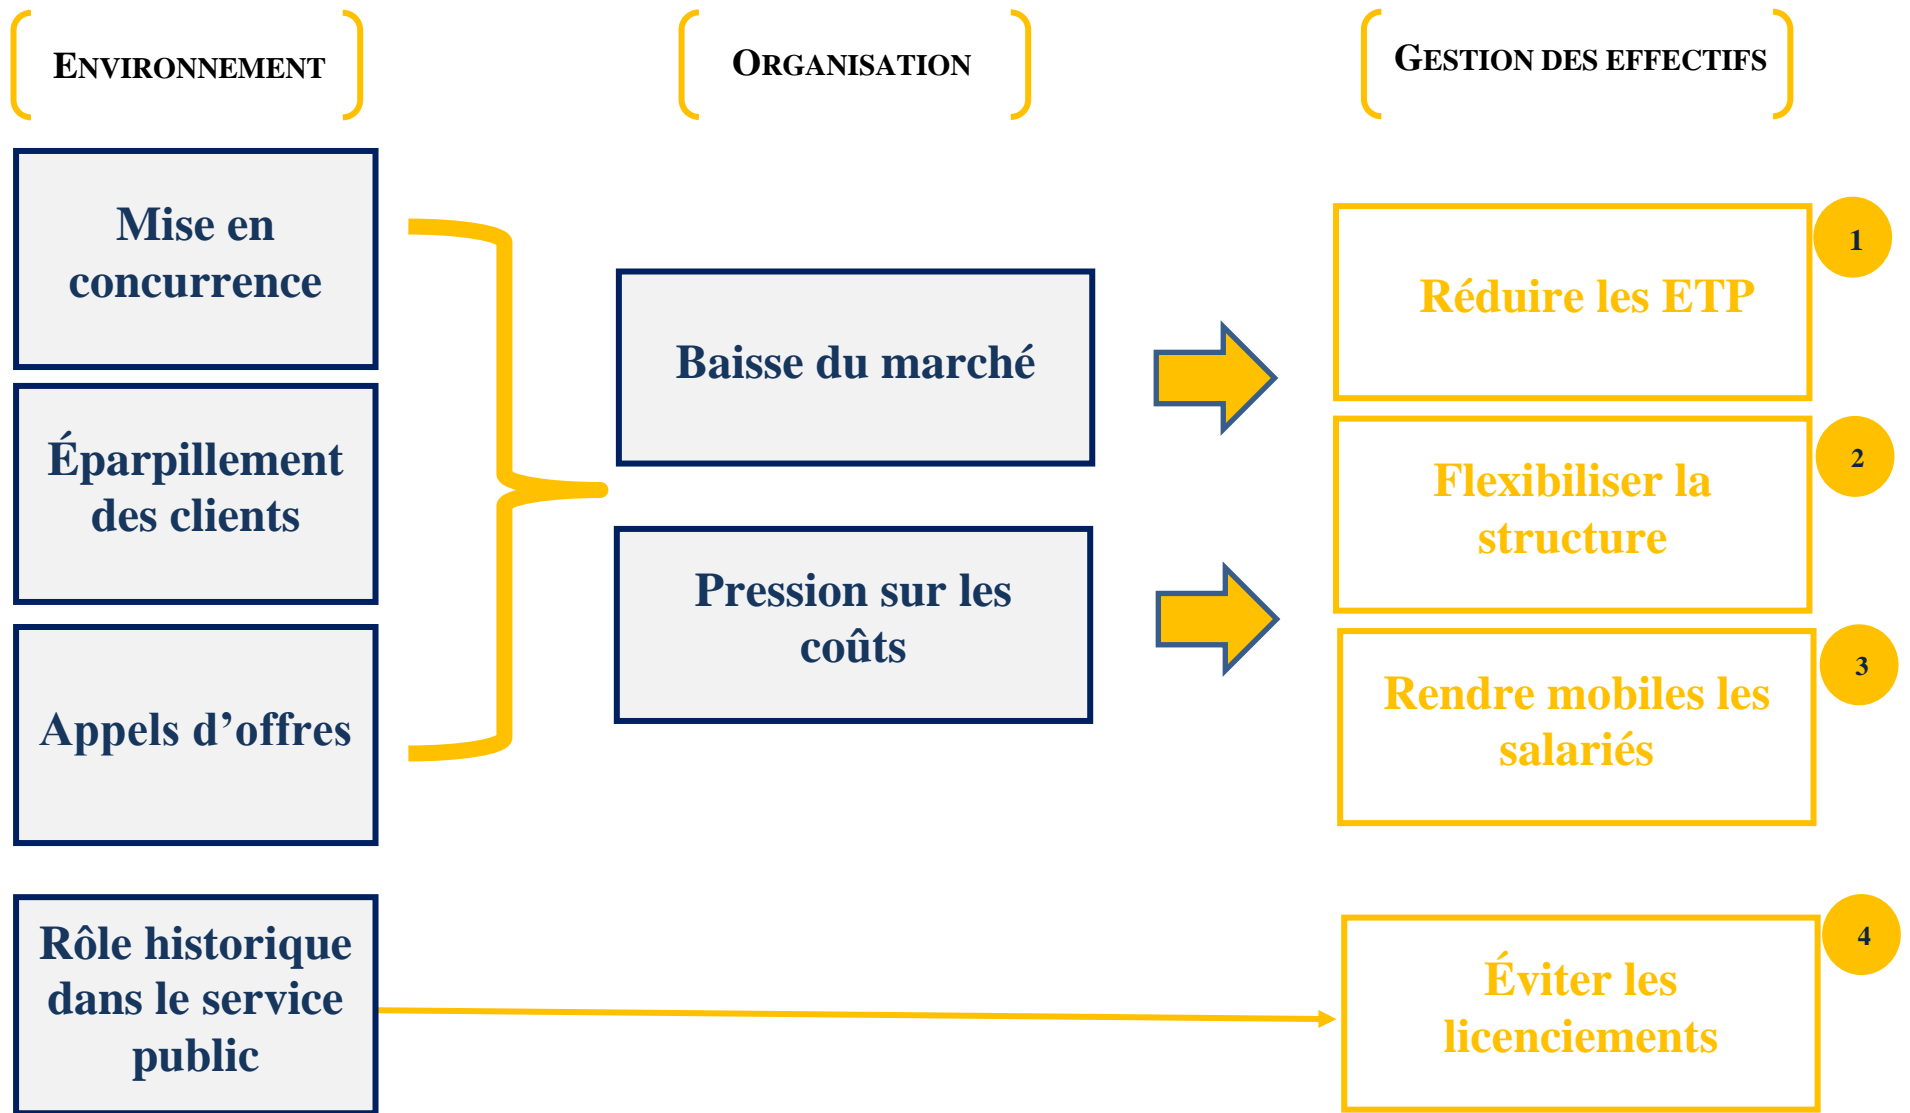 ENVIRONNEMENT
ORGANISATION
GESTION DES EFFECTIFS
Mise en
concurrence
Éparpillement
des clients
Appels d’offres
Rôle historique
dans le service
public
Baisse du marché
Pression sur les
coûts
1
Réduire les ETP
2
Flexibiliser la
structure
3
Rendre mobiles les
salariés
4
Éviter les
licenciements